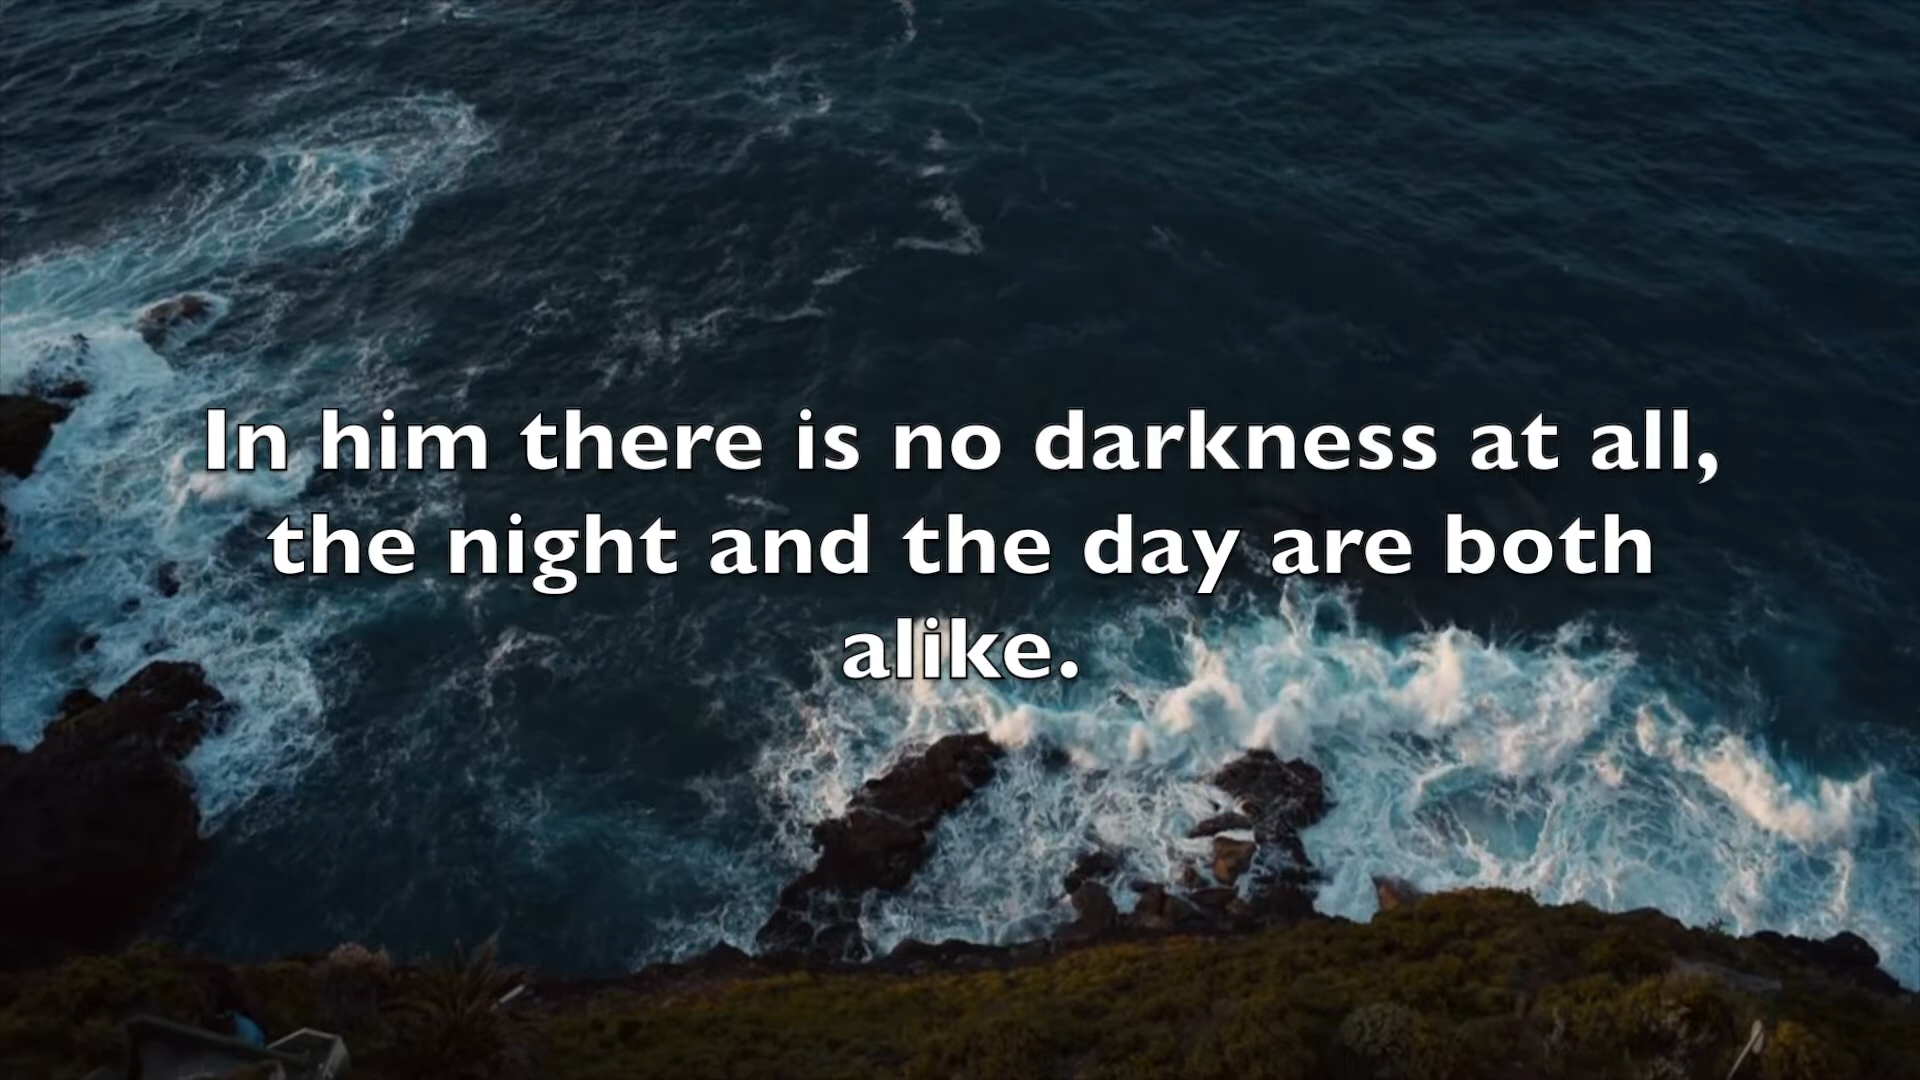 In him there is no darkness at all,
the night and the day are both
alike.